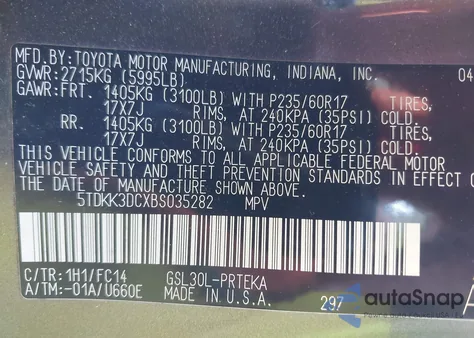 MFD.BY:TOYOTA MOTOR MANUFACTURING, INDIANA, INC. 04
GVWR:2715KG (5995LB)
GAWR:FRT. 1405KG (3100LB) WITH P235/60R17 TIRES,
17X7J RIMS, AT 240KPA (35PSI) COLD.
RR. 1405KG (3100LB) WITH P235/60R17 TIRES,
17X7J RIMS, AT 240KPA (35PSI) COLD.
THIS VEHICLE CONFORMS TO ALL APPLICABLE FEDERAL MOTOR
VEHICLE SAFETY AND THEFT PREVENTION STANDARDS IN EFFECT O
DATE OF MANUFACTURE SHOWN ABOVE.
5TDKK3DCXBS035282 MPV
C/TR:1H1/FC14 GSL30L-PRTEKA
A/TM:-01A/U660E MADE IN U.S.A. 297 A
autoSnap